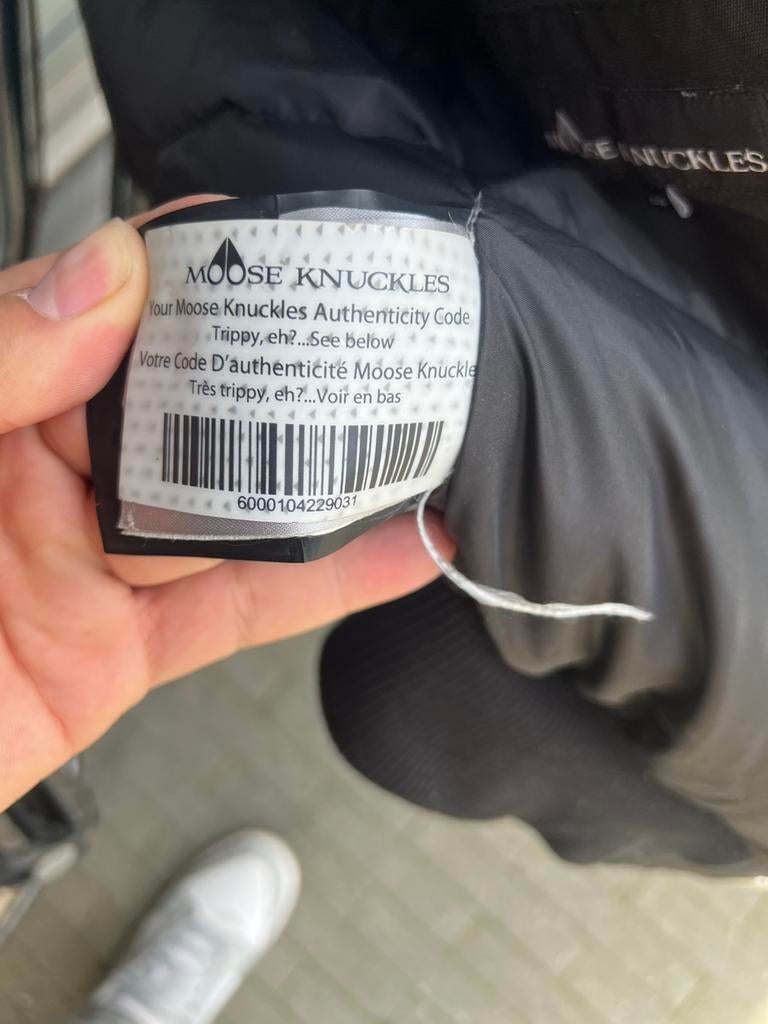 MOOSE KNUCKLES
MOOSE KNUCKLES
Your Moose Knuckles Authenticity Code
Trippy, eh?...See below
Votre Code D'authenticité Moose Knuckle
Très trippy, eh?...Voir en bas
6000104229031